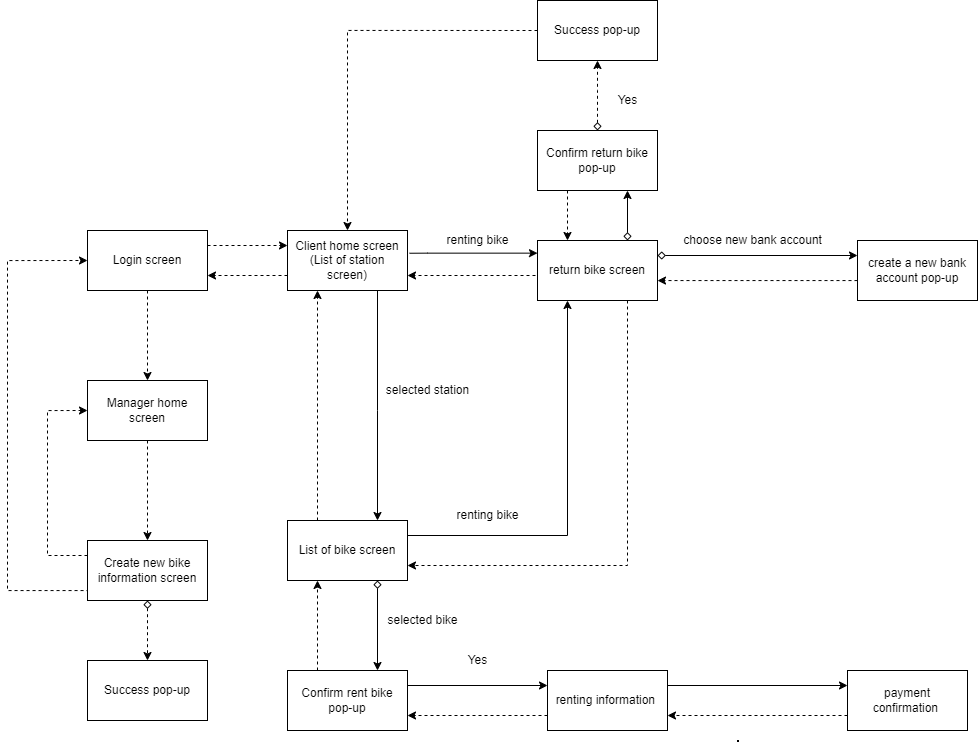 Success pop-up
Yes
Confirm return bike
pop-up
Login screen
Client home screen
(List of station
screen)
renting bike
return bike screen
choose new bank account
create a new bank
account pop-up
selected station
Manager home
screen
renting bike
List of bike screen
Create new bike
information screen
selected bike
Success pop-up
Confirm rent bike
pop-up
Yes
renting information
payment
confirmation